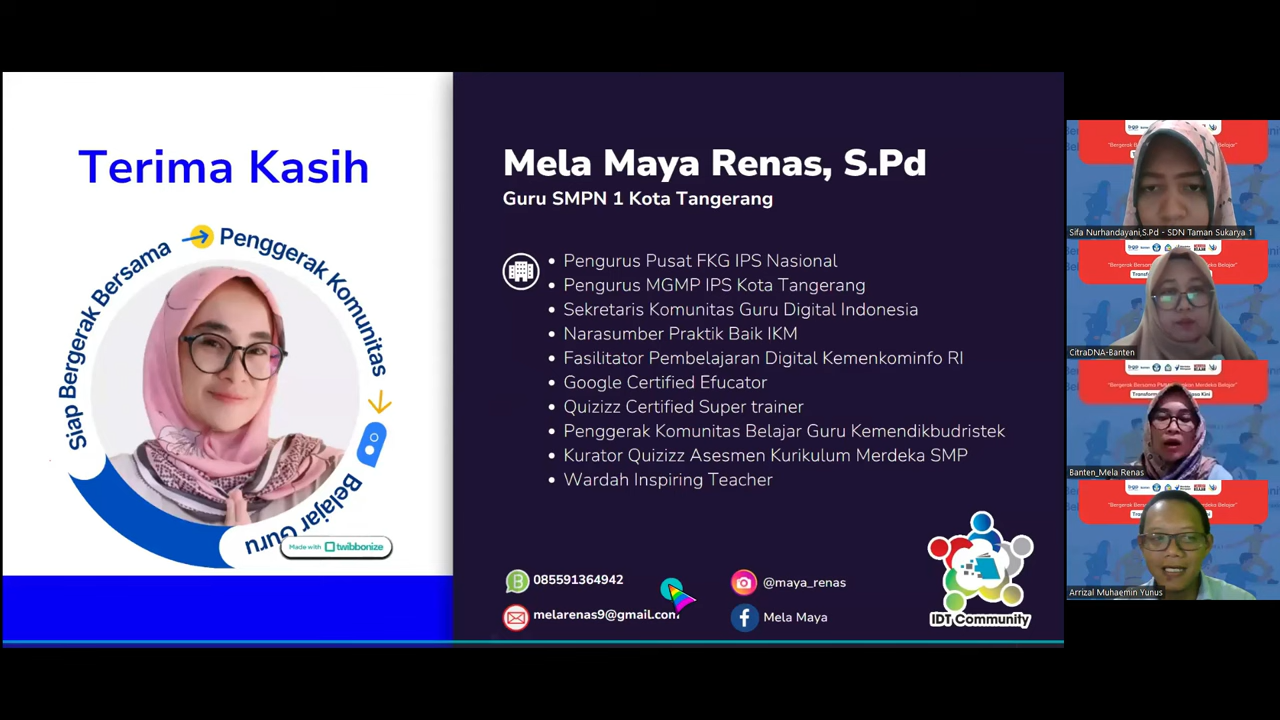 Terima Kasih
Siap Bergerak Bersama
Penggerak Komunitas
Belajar Guru
Made with twibbonize
Mela Maya Renas, S.Pd
Guru SMPN 1 Kota Tangerang
Pengurus Pusat FKG IPS Nasional
Pengurus MGMP IPS Kota Tangerang
Sekretaris Komunitas Guru Digital Indonesia
Narasumber Praktik Baik IKM
Fasilitator Pembelajaran Digital Kemenkominfo RI
Google Certified Efucator
Quizizz Certified Super trainer
Penggerak Komunitas Belajar Guru Kemendikbudristek
Kurator Quizizz Asesmen Kurikulum Merdeka SMP
Wardah Inspiring Teacher
085591364942
melarenas9@gmail.com
@maya_renas
Mela Maya
IDT Community
Sifa Nurhandayani,S.Pd - SDN Taman Sukarya 1
CitraDNA-Banten
Banten_Mela Renas
Arrizal Muhaemin Yunus